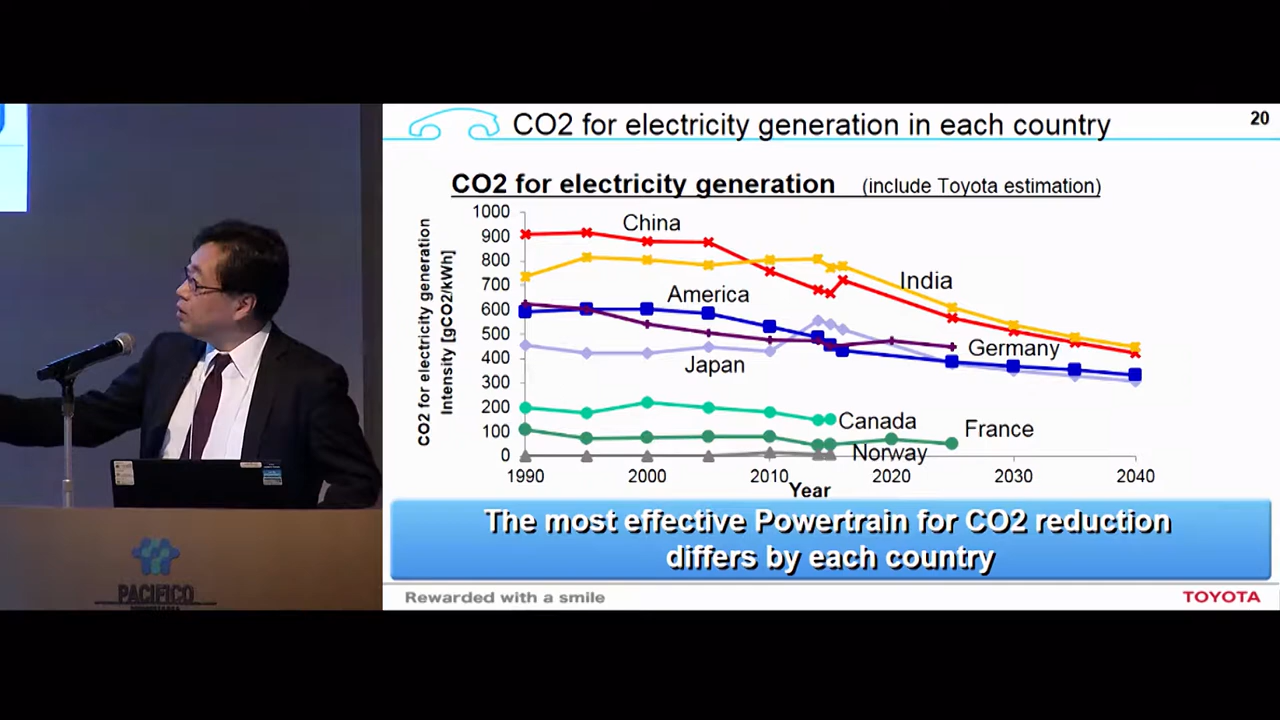 CO2 for electricity generation in each country
20
CO2 for electricity generation (include Toyota estimation)
CO2 for electricity generation
Intensity [gCO2/kWh]
1000
900
800
700
600
500
400
300
200
100
0
China
India
America
Germany
Japan
Canada
France
Norway
1990
2000
2010
2020
2030
2040
Year
The most effective Powertrain for CO2 reduction
differs by each country
Rewarded with a smile
TOYOTA
PACIFICO